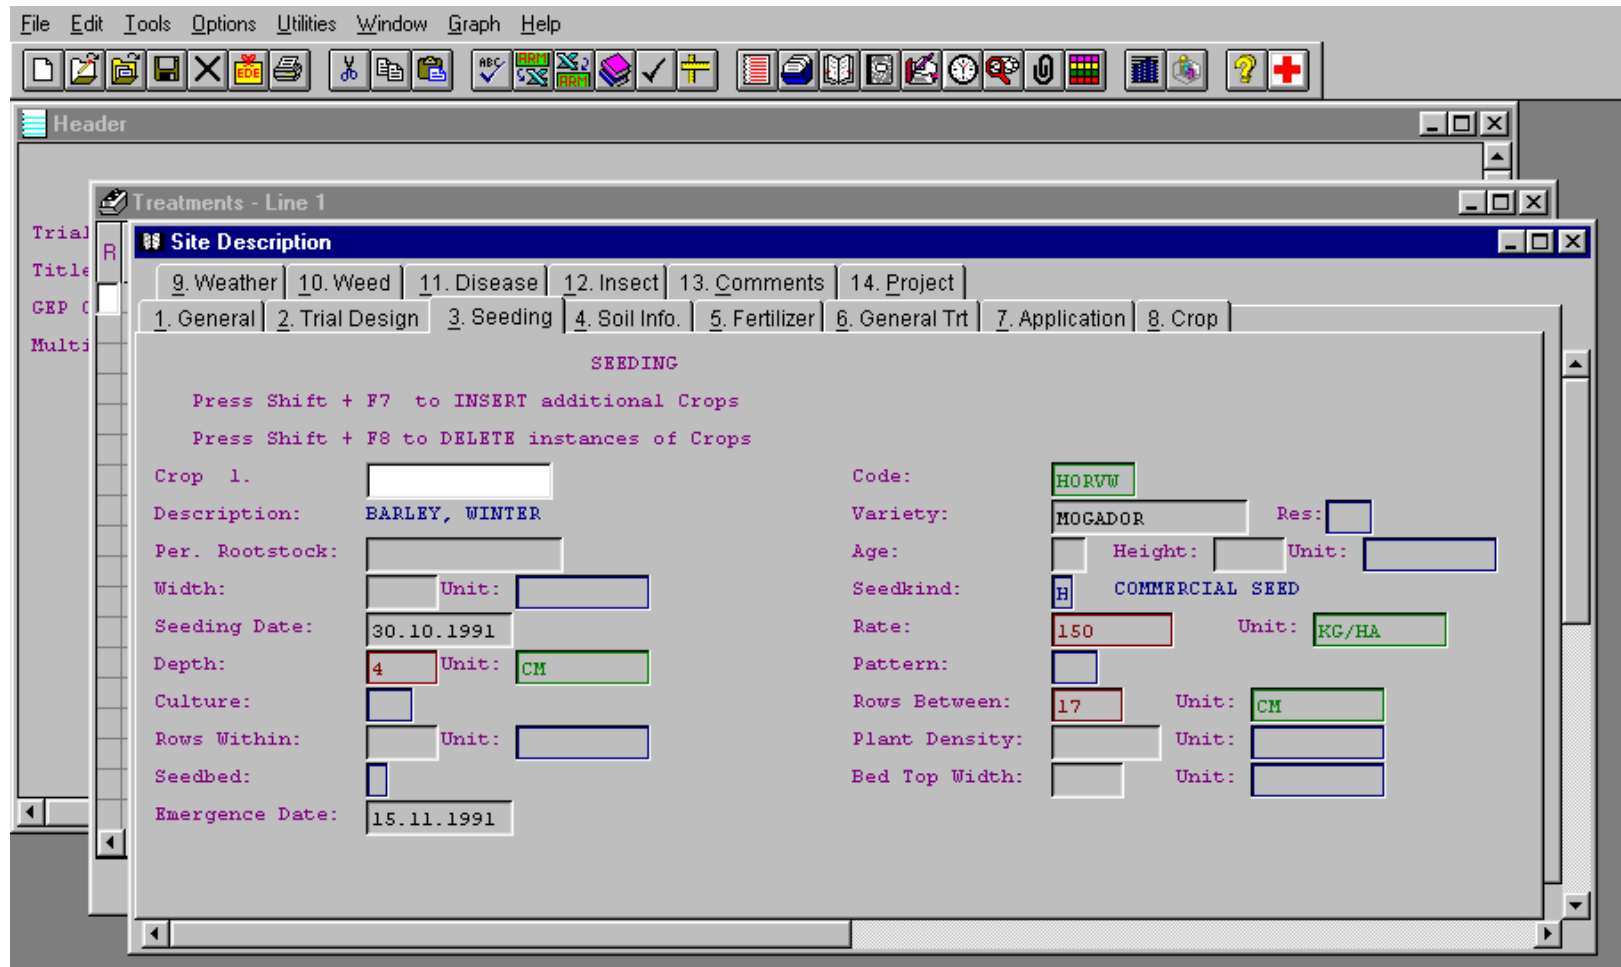 File Edit Tools Options Utilities Window Graph Help
ABC ARM
EDE ARM
Header
Treatments - Line 1
Trial
R
Site Description
Title
9. Weather 10. Weed 11. Disease 12. Insect 13. Comments 14. Project
GEP
1. General 2. Trial Design 3. Seeding 4. Soil Info. 5. Fertilizer 6. General Trt 7. Application 8. Crop
Multi
SEEDING
Press Shift + F7 to INSERT additional Crops
Press Shift + F8 to DELETE instances of Crops
Crop 1. Code: HORVW
Description: BARLEY, WINTER Variety: MOGADOR Res:
Per. Rootstock: Age: Height: Unit:
Width: Unit: Seedkind: H COMMERCIAL SEED
Seeding Date: 30.10.1991 Rate: 150 Unit: KG/HA
Depth: 4 Unit: CM Pattern:
Culture: Rows Between: 17 Unit: CM
Rows Within: Unit: Plant Density: Unit:
Seedbed: Bed Top Width: Unit:
Emergence Date: 15.11.1991